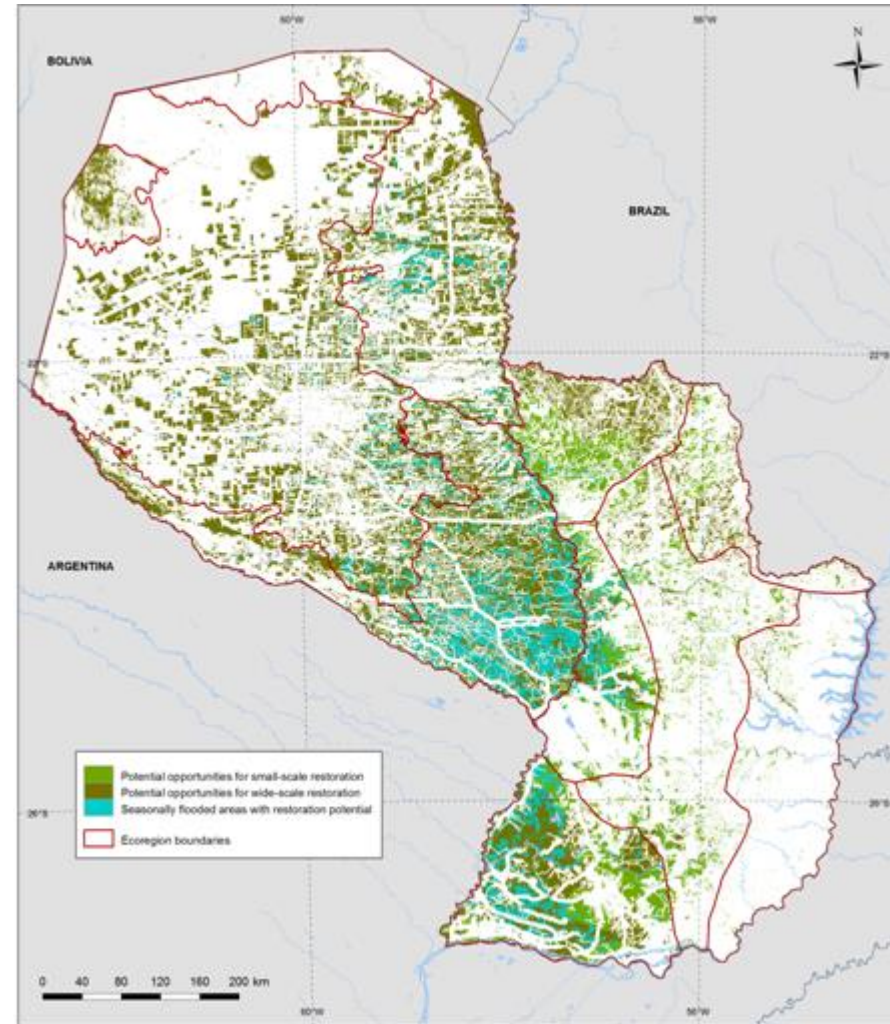 60°W
55°W
N
BOLIVIA
BRAZIL
22°S
22°S
ARGENTINA
Potential opportunities for small-scale restoration
Potential opportunities for wide-scale restoration
Seasonally flooded areas with restoration potential
Ecoregion boundaries
26°S
26°S
0 40 80 120 160 200 km
60°W
56°W